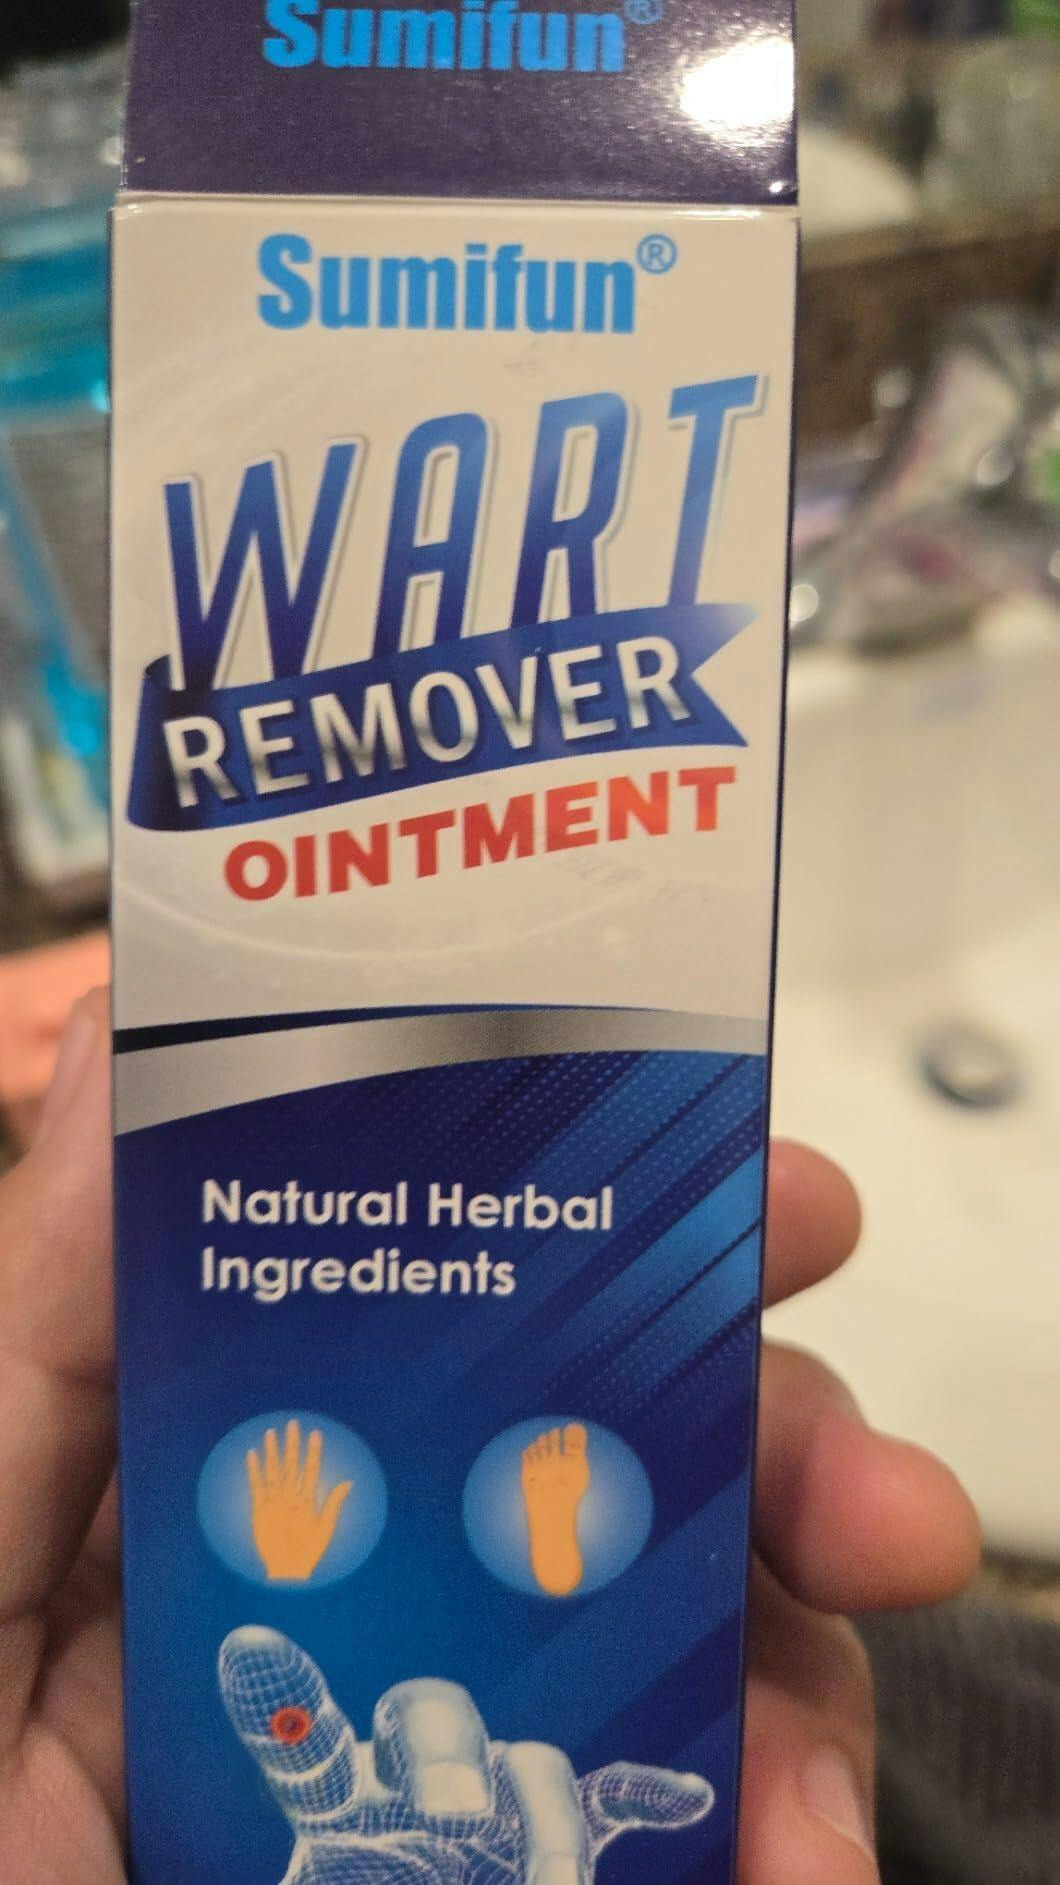 Sumifun®
Sumifun®
WART
REMOVER
OINTMENT
Natural Herbal
Ingredients